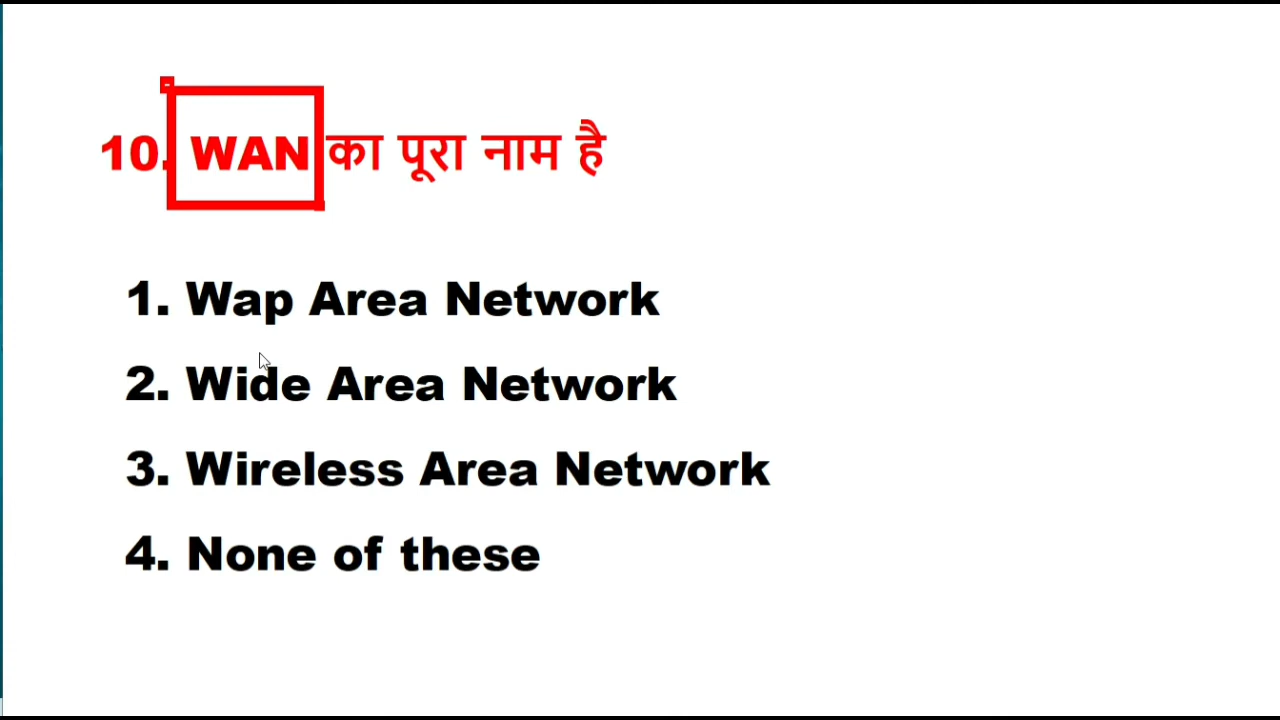 10. WAN का पूरा नाम है
1. Wap Area Network
2. Wide Area Network
3. Wireless Area Network
4. None of these